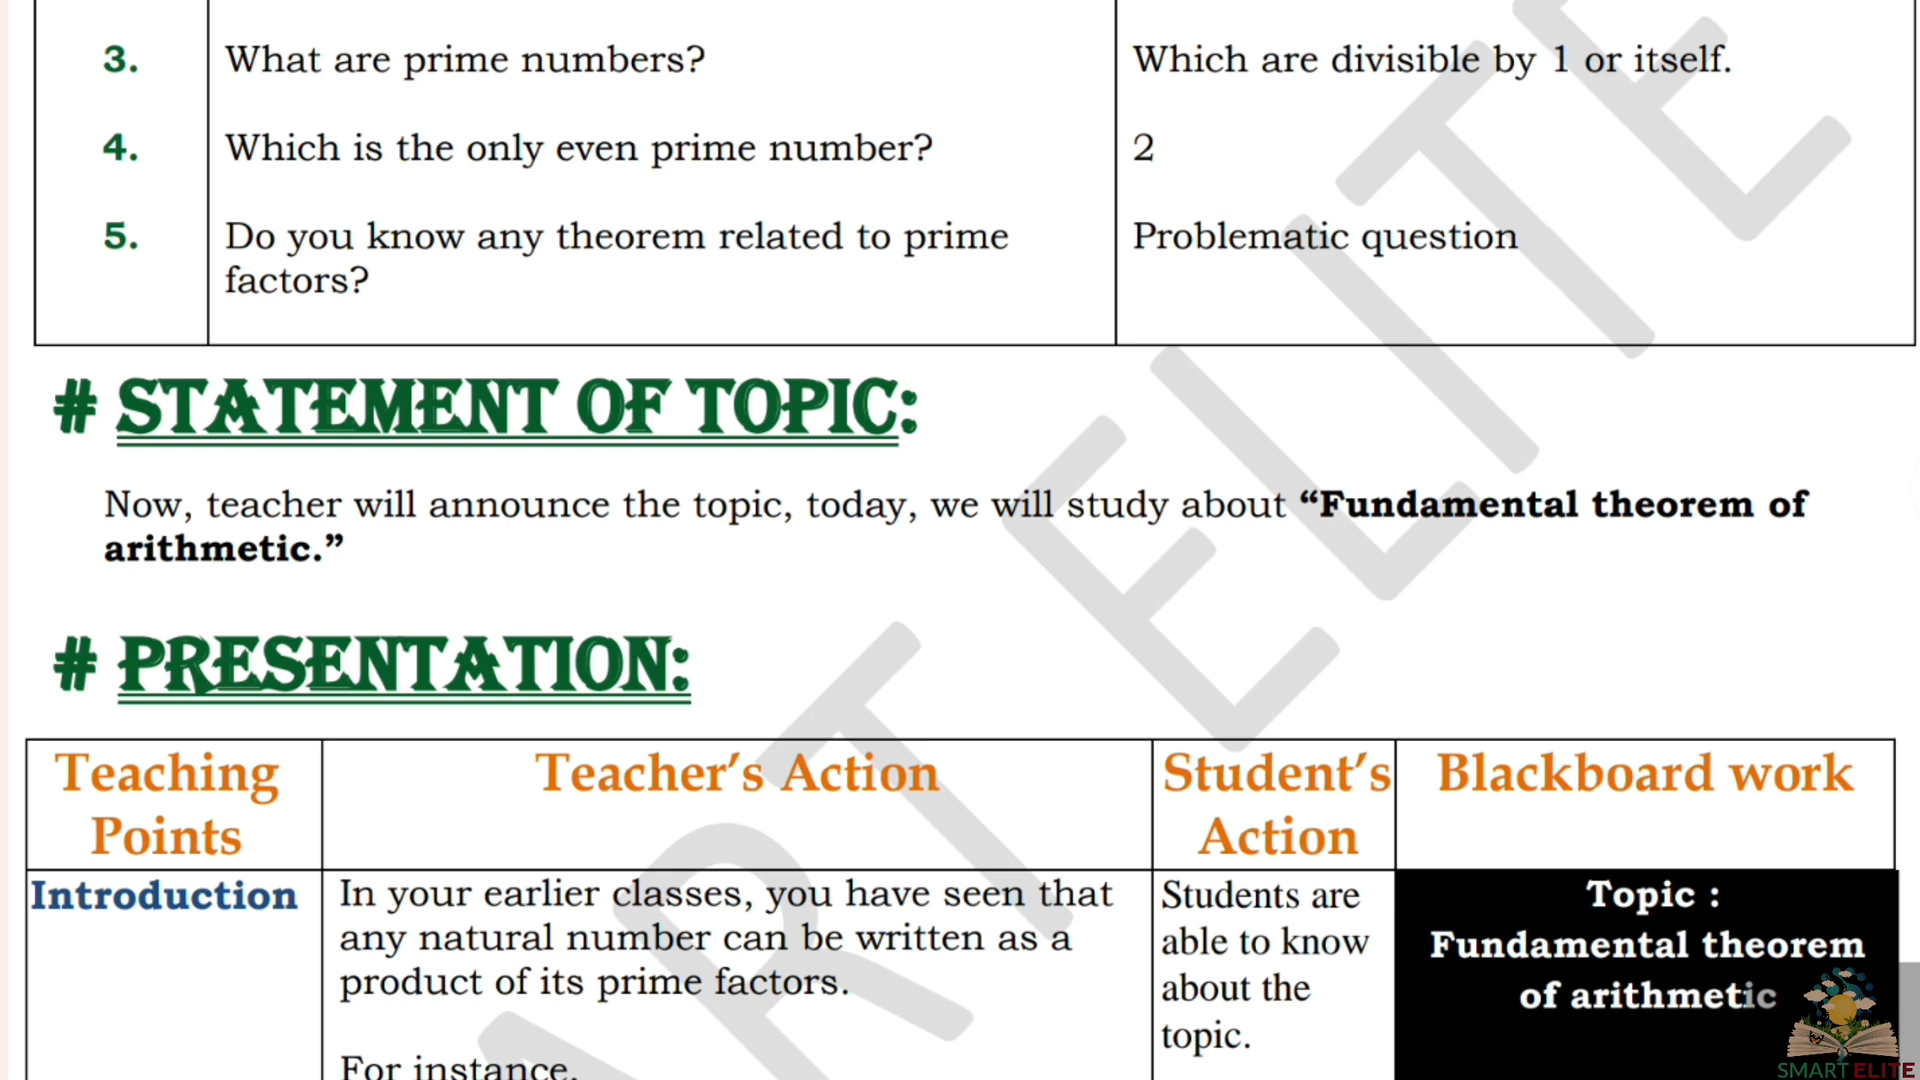 3. What are prime numbers? Which are divisible by 1 or itself.
4. Which is the only even prime number? 2
5. Do you know any theorem related to prime Problematic question
factors?
# STATEMENT OF TOPIC:
Now, teacher will announce the topic, today, we will study about “Fundamental theorem of
arithmetic.”
# PRESENTATION:
Teaching
Points
Teacher’s Action
Student’s
Action
Blackboard work
Introduction
In your earlier classes, you have seen that
any natural number can be written as a
product of its prime factors.
For instance,
Students are
able to know
about the
topic.
Topic :
Fundamental theorem
of arithmetic
SMART ELITE
ART ELITE